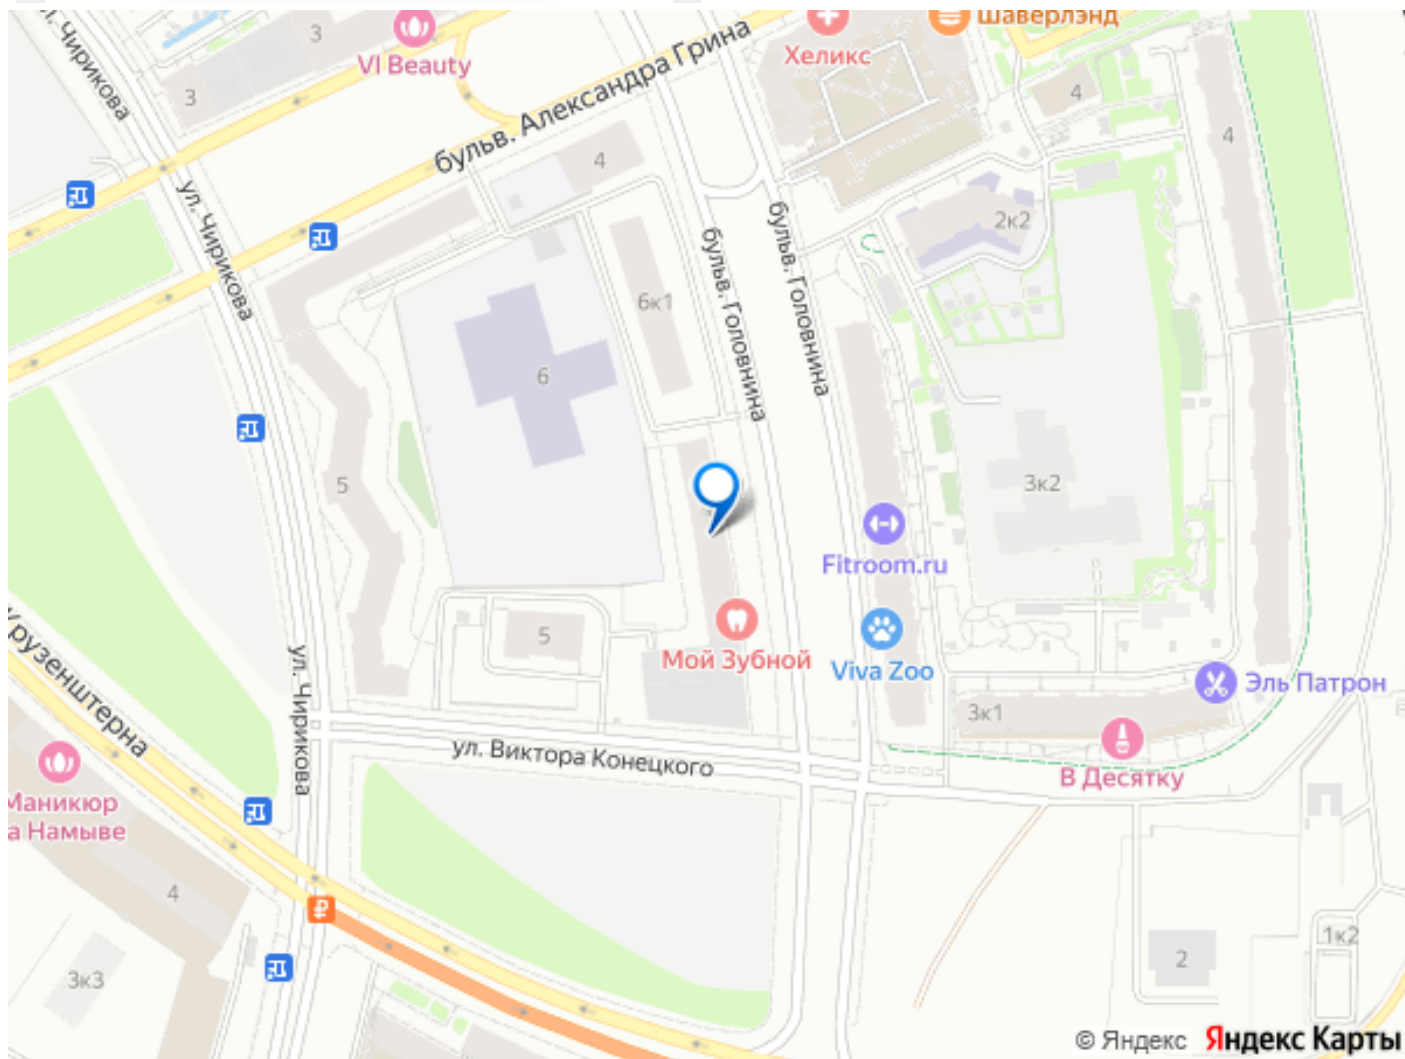 ул. Чирикова
3
VI Beauty
3
бульв. Александра Грина
Хеликс
Шаверлэнд
4
4
4
ул. Чирикова
2к2
бульв. Головнина
бульв. Головнина
6к1
6
5
3к2
Fitroom.ru
5
Мой Зубной
Viva Zoo
Эль Патрон
3к1
В Десятку
Крузенштерна
ул. Чирикова
ул. Виктора Конецкого
Маникюр
а Намыве
4
3к3
2
1к2
© Яндекс Яндекс Карты